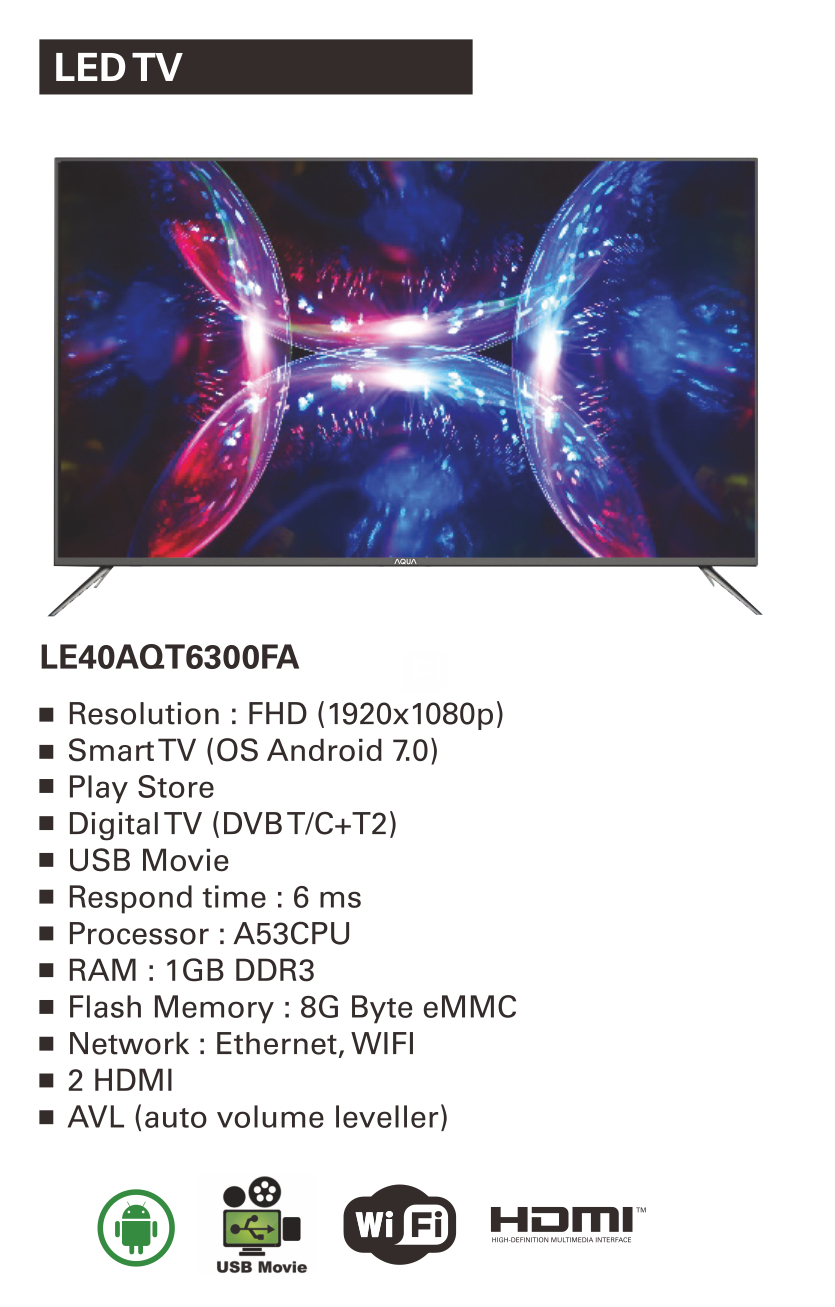 LED TV
AQUA
LE40AQT6300FA
■ Resolution : FHD (1920x1080p)
■ Smart TV (OS Android 7.0)
■ Play Store
■ Digital TV (DVB T/C+T2)
■ USB Movie
■ Respond time : 6 ms
■ Processor : A53CPU
■ RAM : 1GB DDR3
■ Flash Memory : 8G Byte eMMC
■ Network : Ethernet, WIFI
■ 2 HDMI
■ AVL (auto volume leveller)
USB Movie
Wi Fi
HDMI™
HIGH-DEFINITION MULTIMEDIA INTERFACE